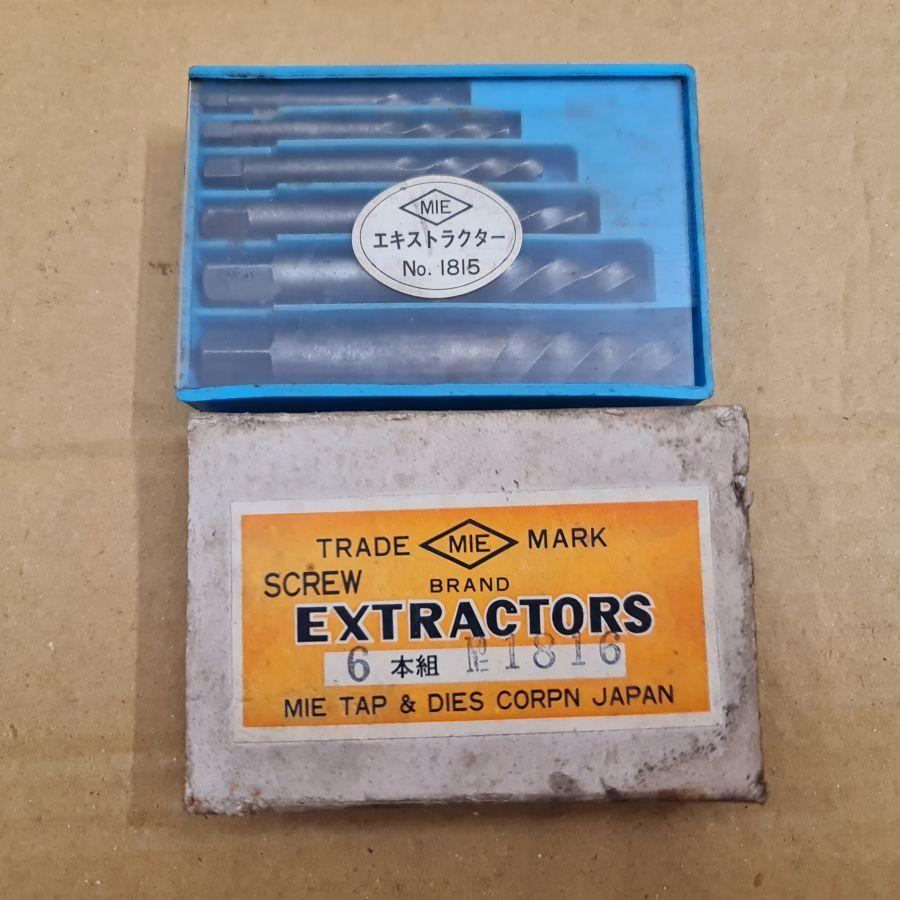 MIE
エキストラクター
No. 1815
TRADE MIE MARK
SCREW BRAND
EXTRACTORS
6 本組 № 1816
MIE TAP & DIES CORPN JAPAN